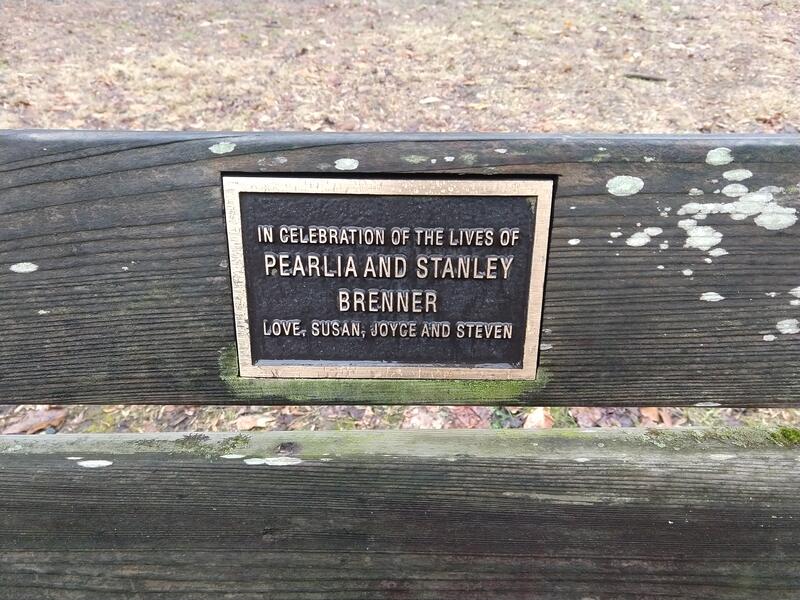 IN CELEBRATION OF THE LIVES OF
PEARLIA AND STANLEY
BRENNER
LOVE, SUSAN, JOYCE AND STEVEN